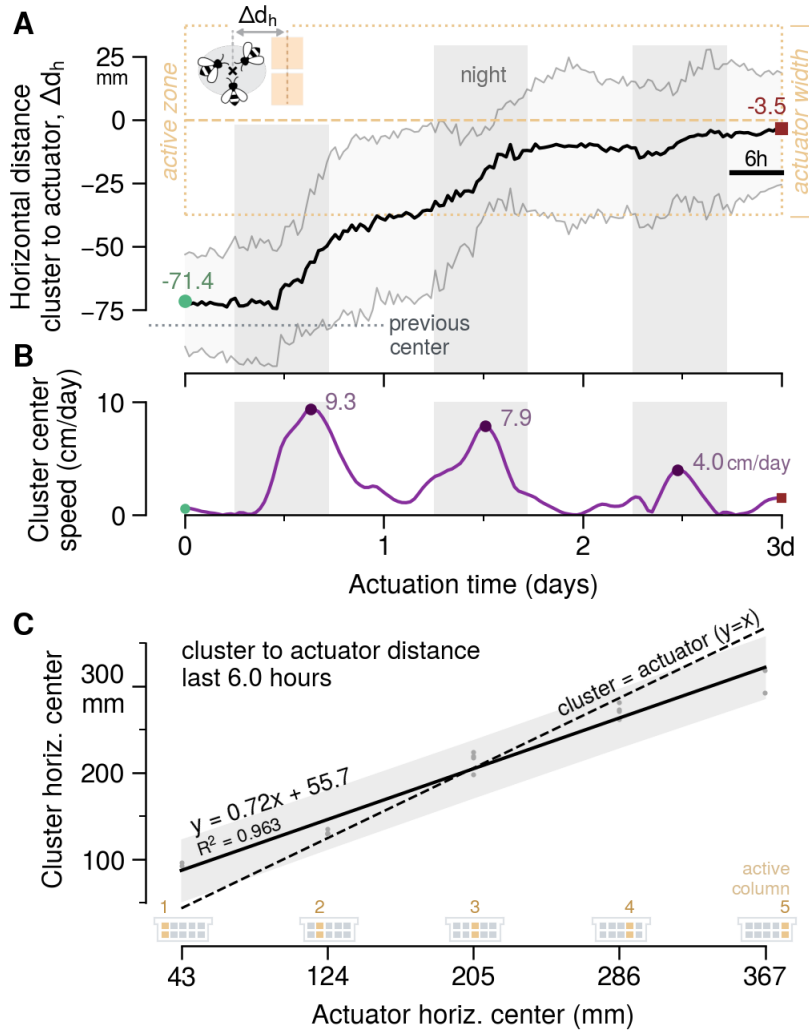 A
Δdₕ
25
mm
0
−25
−50
−75
Horizontal distance
cluster to actuator, Δdₕ
active zone
night
actuator width
-3.5
6h
-71.4
previous
center
B
10
0
Cluster center
speed (cm/day)
9.3
7.9
4.0 cm/day
0
1
2
3d
Actuation time (days)
C
cluster to actuator distance
last 6.0 hours
300
mm
200
100
Cluster horiz. center
cluster = actuator (y=x)
y = 0.72x + 55.7
R² = 0.963
active
column
1
2
3
4
5
43
124
205
286
367
Actuator horiz. center (mm)